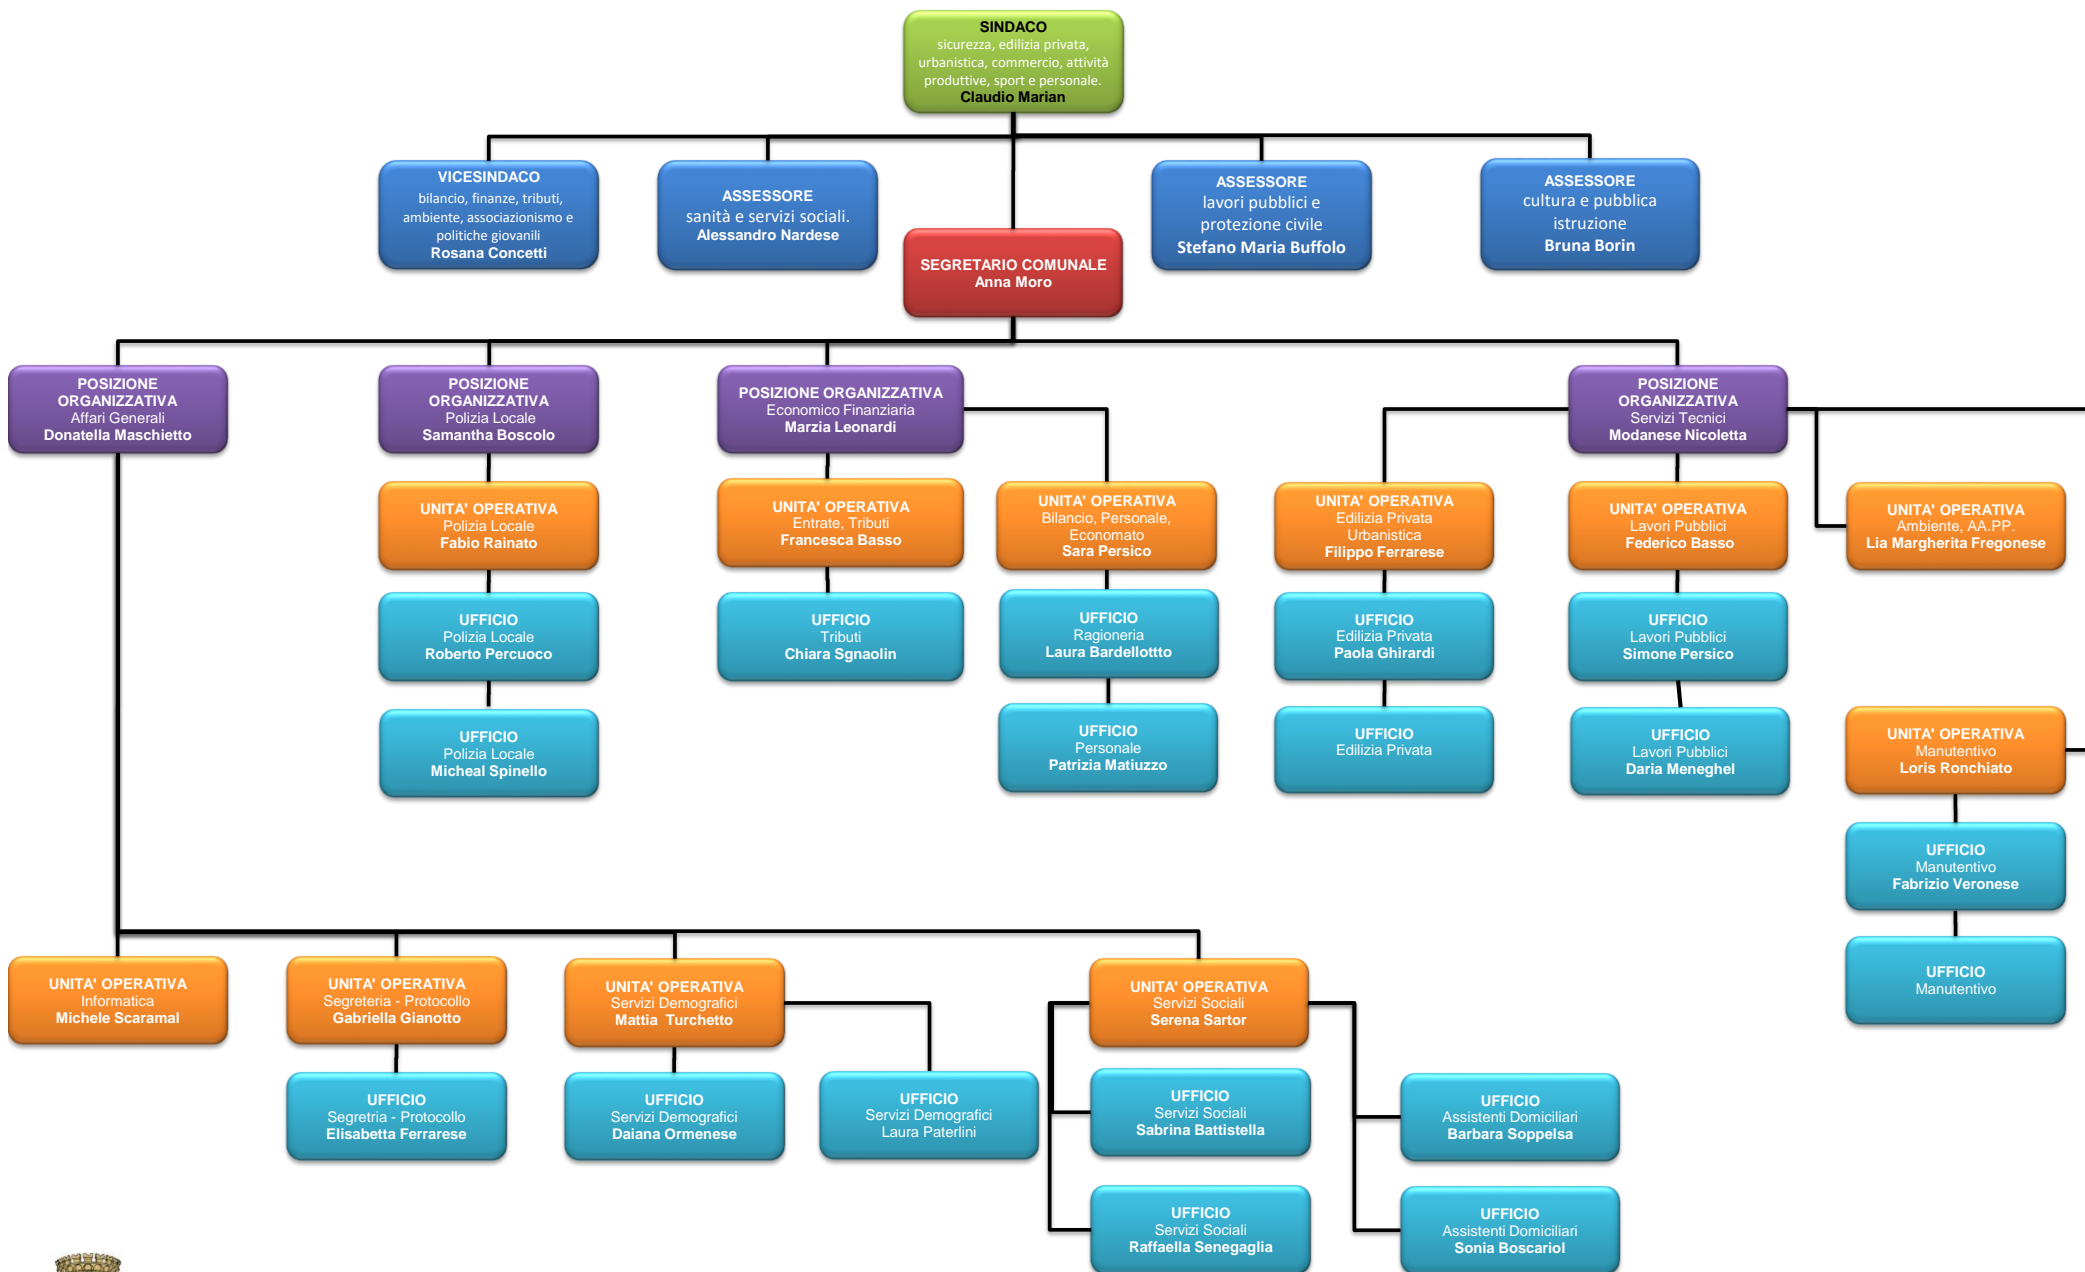 SINDACO
sicurezza, edilizia privata,
urbanistica, commercio, attività
produttive, sport e personale.
Claudio Marian
VICESINDACO
bilancio, finanze, tributi,
ambiente, associazionismo e
politiche giovanili
Rosana Concetti
ASSESSORE
sanità e servizi sociali.
Alessandro Nardese
ASSESSORE
lavori pubblici e
protezione civile
Stefano Maria Buffolo
ASSESSORE
cultura e pubblica
istruzione
Bruna Borin
SEGRETARIO COMUNALE
Anna Moro
POSIZIONE
ORGANIZZATIVA
Affari Generali
Donatella Maschietto
POSIZIONE
ORGANIZZATIVA
Polizia Locale
Samantha Boscolo
POSIZIONE ORGANIZZATIVA
Economico Finanziaria
Marzia Leonardi
POSIZIONE
ORGANIZZATIVA
Servizi Tecnici
Modanese Nicoletta
UNITA' OPERATIVA
Polizia Locale
Fabio Rainato
UNITA' OPERATIVA
Entrate, Tributi
Francesca Basso
UNITA' OPERATIVA
Bilancio, Personale,
Economato
Sara Persico
UNITA' OPERATIVA
Edilizia Privata
Urbanistica
Filippo Ferrarese
UNITA' OPERATIVA
Lavori Pubblici
Federico Basso
UNITA' OPERATIVA
Ambiente, AA.PP.
Lia Margherita Fregonese
UFFICIO
Polizia Locale
Roberto Percuoco
UFFICIO
Tributi
Chiara Sgnaolin
UFFICIO
Ragioneria
Laura Bardellottto
UFFICIO
Edilizia Privata
Paola Ghirardi
UFFICIO
Lavori Pubblici
Simone Persico
UFFICIO
Polizia Locale
Micheal Spinello
UFFICIO
Personale
Patrizia Matiuzzo
UFFICIO
Edilizia Privata
UFFICIO
Lavori Pubblici
Daria Meneghel
UNITA' OPERATIVA
Manutentivo
Loris Ronchiato
UFFICIO
Manutentivo
Fabrizio Veronese
UFFICIO
Manutentivo
UNITA' OPERATIVA
Informatica
Michele Scaramal
UNITA' OPERATIVA
Segreteria - Protocollo
Gabriella Gianotto
UNITA' OPERATIVA
Servizi Demografici
Mattia  Turchetto
UNITA' OPERATIVA
Servizi Sociali
Serena Sartor
UFFICIO
Segretria - Protocollo
Elisabetta Ferrarese
UFFICIO
Servizi Demografici
Daiana Ormenese
UFFICIO
Servizi Demografici
Laura Paterlini
UFFICIO
Servizi Sociali
Sabrina Battistella
UFFICIO
Assistenti Domiciliari
Barbara Soppelsa
UFFICIO
Servizi Sociali
Raffaella Senegaglia
UFFICIO
Assistenti Domiciliari
Sonia Boscariol